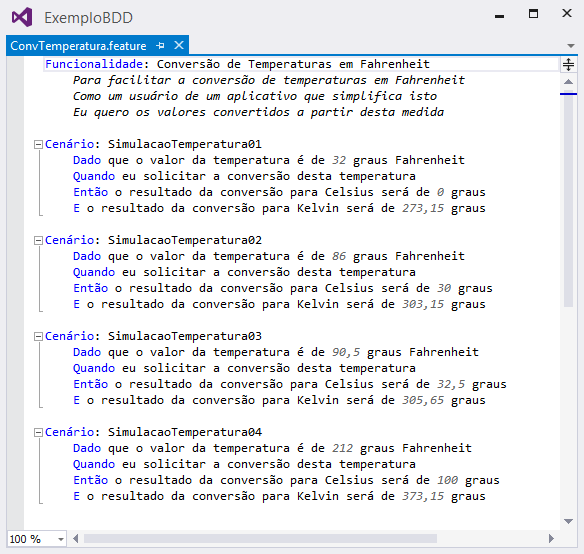 ExemploBDD
ConvTemperatura.feature
Funcionalidade: Conversão de Temperaturas em Fahrenheit
Para facilitar a conversão de temperaturas em Fahrenheit
Como um usuário de um aplicativo que simplifica isto
Eu quero os valores convertidos a partir desta medida
Cenário: SimulacaoTemperatura01
Dado que o valor da temperatura é de 32 graus Fahrenheit
Quando eu solicitar a conversão desta temperatura
Então o resultado da conversão para Celsius será de 0 graus
E o resultado da conversão para Kelvin será de 273,15 graus
Cenário: SimulacaoTemperatura02
Dado que o valor da temperatura é de 86 graus Fahrenheit
Quando eu solicitar a conversão desta temperatura
Então o resultado da conversão para Celsius será de 30 graus
E o resultado da conversão para Kelvin será de 303,15 graus
Cenário: SimulacaoTemperatura03
Dado que o valor da temperatura é de 90,5 graus Fahrenheit
Quando eu solicitar a conversão desta temperatura
Então o resultado da conversão para Celsius será de 32,5 graus
E o resultado da conversão para Kelvin será de 305,65 graus
Cenário: SimulacaoTemperatura04
Dado que o valor da temperatura é de 212 graus Fahrenheit
Quando eu solicitar a conversão desta temperatura
Então o resultado da conversão para Celsius será de 100 graus
E o resultado da conversão para Kelvin será de 373,15 graus
100 %